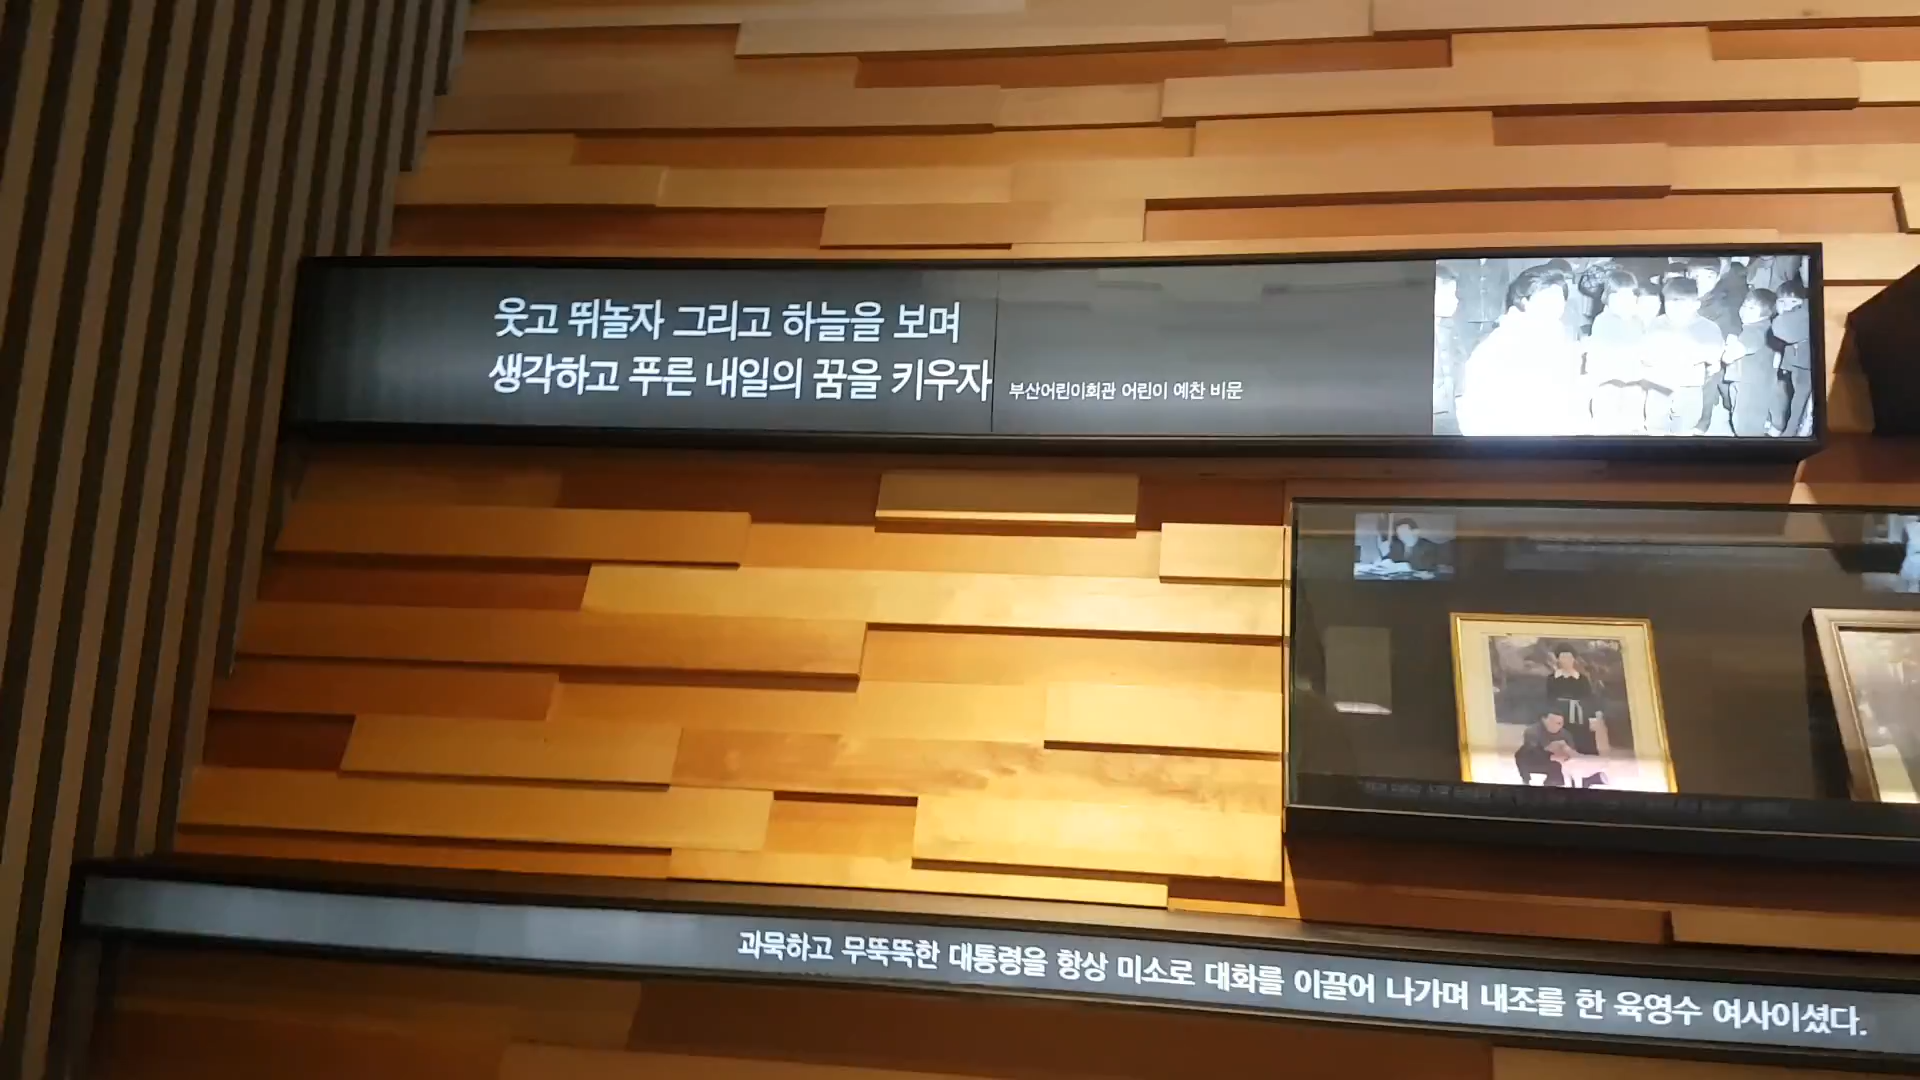 웃고 뛰놀자 그리고 하늘을 보며
생각하고 푸른 내일의 꿈을 키우자
부산어린이회관 어린이 예찬 비문
과묵하고 무뚝뚝한 대통령을 항상 미소로 대화를 이끌어 나가며 내조를 한 육영수 여사이셨다.